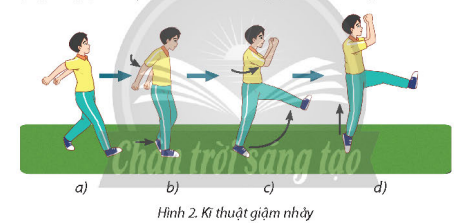 Chân trời sáng tạo
a) b) c) d)
Hình 2. Kĩ thuật giậm nhảy